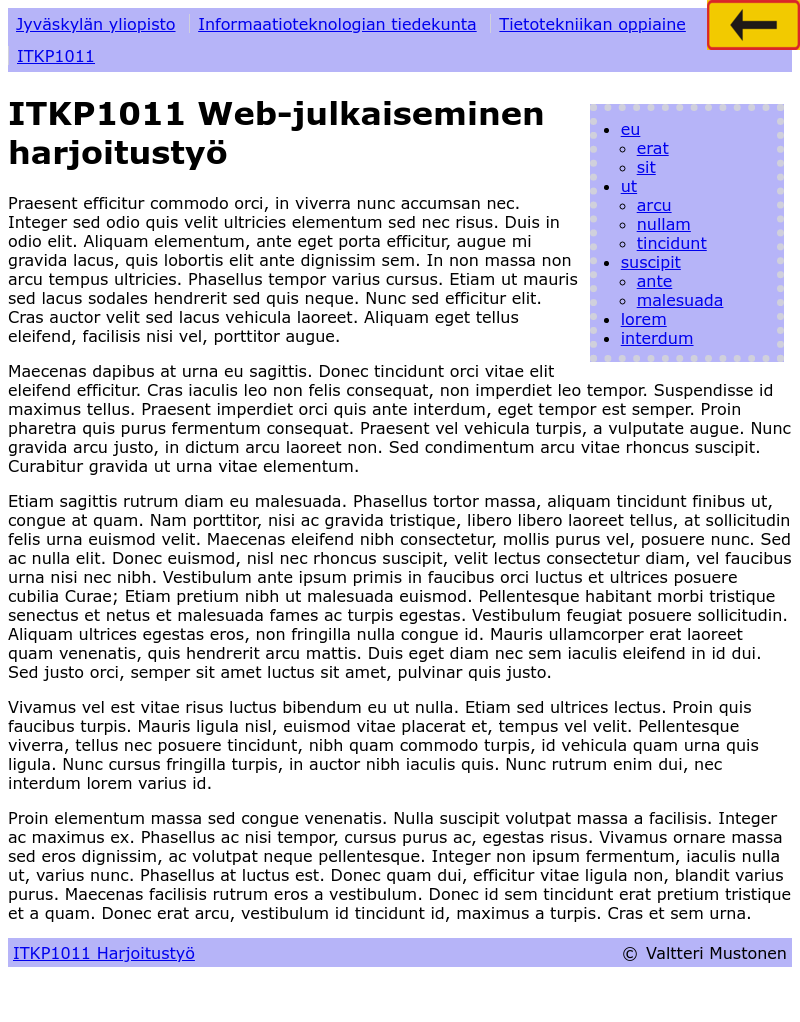 Jyväskylän yliopisto
Informaatioteknologian tiedekunta
Tietotekniikan oppiaine
ITKP1011
ITKP1011 Web-julkaiseminen
harjoitustyö
eu
erat
sit
ut
arcu
nullam
tincidunt
suscipit
ante
malesuada
lorem
interdum
Praesent efficitur commodo orci, in viverra nunc accumsan nec.
Integer sed odio quis velit ultricies elementum sed nec risus. Duis in
odio elit. Aliquam elementum, ante eget porta efficitur, augue mi
gravida lacus, quis lobortis elit ante dignissim sem. In non massa non
arcu tempus ultricies. Phasellus tempor varius cursus. Etiam ut mauris
sed lacus sodales hendrerit sed quis neque. Nunc sed efficitur elit.
Cras auctor velit sed lacus vehicula laoreet. Aliquam eget tellus
eleifend, facilisis nisi vel, porttitor augue.
Maecenas dapibus at urna eu sagittis. Donec tincidunt orci vitae elit
eleifend efficitur. Cras iaculis leo non felis consequat, non imperdiet leo tempor. Suspendisse id
maximus tellus. Praesent imperdiet orci quis ante interdum, eget tempor est semper. Proin
pharetra quis purus fermentum consequat. Praesent vel vehicula turpis, a vulputate augue. Nunc
gravida arcu justo, in dictum arcu laoreet non. Sed condimentum arcu vitae rhoncus suscipit.
Curabitur gravida ut urna vitae elementum.
Etiam sagittis rutrum diam eu malesuada. Phasellus tortor massa, aliquam tincidunt finibus ut,
congue at quam. Nam porttitor, nisi ac gravida tristique, libero libero laoreet tellus, at sollicitudin
felis urna euismod velit. Maecenas eleifend nibh consectetur, mollis purus vel, posuere nunc. Sed
ac nulla elit. Donec euismod, nisl nec rhoncus suscipit, velit lectus consectetur diam, vel faucibus
urna nisi nec nibh. Vestibulum ante ipsum primis in faucibus orci luctus et ultrices posuere
cubilia Curae; Etiam pretium nibh ut malesuada euismod. Pellentesque habitant morbi tristique
senectus et netus et malesuada fames ac turpis egestas. Vestibulum feugiat posuere sollicitudin.
Aliquam ultrices egestas eros, non fringilla nulla congue id. Mauris ullamcorper erat laoreet
quam venenatis, quis hendrerit arcu mattis. Duis eget diam nec sem iaculis eleifend in id dui.
Sed justo orci, semper sit amet luctus sit amet, pulvinar quis justo.
Vivamus vel est vitae risus luctus bibendum eu ut nulla. Etiam sed ultrices lectus. Proin quis
faucibus turpis. Mauris ligula nisl, euismod vitae placerat et, tempus vel velit. Pellentesque
viverra, tellus nec posuere tincidunt, nibh quam commodo turpis, id vehicula quam urna quis
ligula. Nunc cursus fringilla turpis, in auctor nibh iaculis quis. Nunc rutrum enim dui, nec
interdum lorem varius id.
Proin elementum massa sed congue venenatis. Nulla suscipit volutpat massa a facilisis. Integer
ac maximus ex. Phasellus ac nisi tempor, cursus purus ac, egestas risus. Vivamus ornare massa
sed eros dignissim, ac volutpat neque pellentesque. Integer non ipsum fermentum, iaculis nulla
ut, varius nunc. Phasellus at luctus est. Donec quam dui, efficitur vitae ligula non, blandit varius
purus. Maecenas facilisis rutrum eros a vestibulum. Donec id sem tincidunt erat pretium tristique
et a quam. Donec erat arcu, vestibulum id tincidunt id, maximus a turpis. Cras et sem urna.
ITKP1011 Harjoitustyö
© Valtteri Mustonen